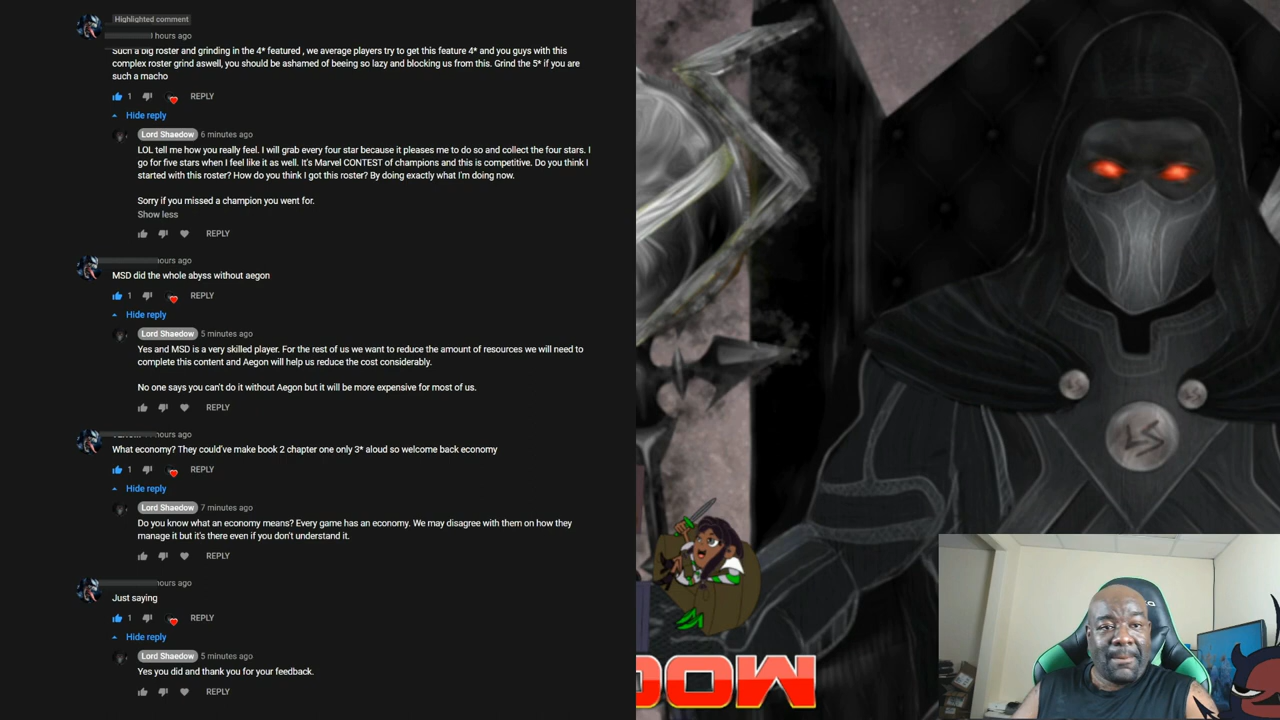 Highlighted comment
hours ago
Such a big roster and grinding in the 4* featured , we average players try to get this feature 4* and you guys with this
complex roster grind aswell, you should be ashamed of beeing so lazy and blocking us from this. Grind the 5* if you are
such a macho
1 REPLY
Hide reply
Lord Shaedow 6 minutes ago
LOL tell me how you really feel. I will grab every four star because it pleases me to do so and collect the four stars. I
go for five stars when I feel like it as well. It's Marvel CONTEST of champions and this is competitive. Do you think I
started with this roster? How do you think I got this roster? By doing exactly what I'm doing now.
Sorry if you missed a champion you went for.
Show less
REPLY
hours ago
MSD did the whole abyss without aegon
1 REPLY
Hide reply
Lord Shaedow 5 minutes ago
Yes and MSD is a very skilled player. For the rest of us we want to reduce the amount of resources we will need to
complete this content and Aegon will help us reduce the cost considerably.
No one says you can't do it without Aegon but it will be more expensive for most of us.
REPLY
hours ago
What economy? They could've make book 2 chapter one only 3* aloud so welcome back economy
1 REPLY
Hide reply
Lord Shaedow 7 minutes ago
Do you know what an economy means? Every game has an economy. We may disagree with them on how they
manage it but it's there even if you don't understand it.
REPLY
hours ago
Just saying
1 REPLY
Hide reply
Lord Shaedow 5 minutes ago
Yes you did and thank you for your feedback.
REPLY
LS